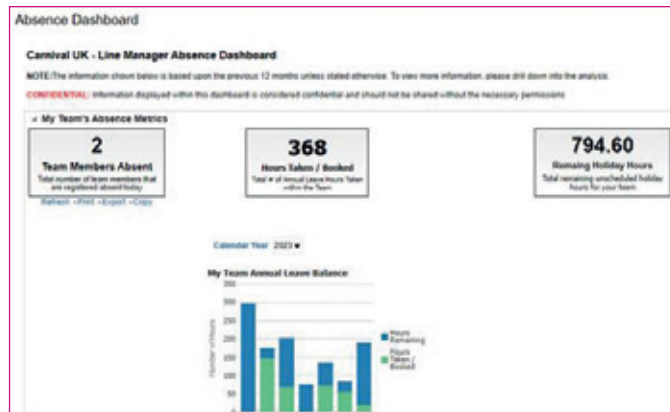 Absence Dashboard
Carnival UK - Line Manager Absence Dashboard
NOTE:The information shown below is based upon the previous 12 months unless stated otherwise. To view more information, please drill down into the analysis.
CONFIDENTIAL: Information displayed within this dashboard is considered confidential and should not be shared without the necessary permissions
My Team's Absence Metrics
2
Team Members Absent
Total number of team members that
are registered absent today
Refresh - Print - Export - Copy
368
Hours Taken / Booked
Total # of Annual Leave Hours Taken
within the Team
794.60
Remaing Holiday Hours
Total remaining unscheduled holiday
hours for your team
Calendar Year 2023
My Team Annual Leave Balance
Number of Hours
350
300
250
200
150
100
50
0
Hours
Remaining
Hours
Taken /
Booked